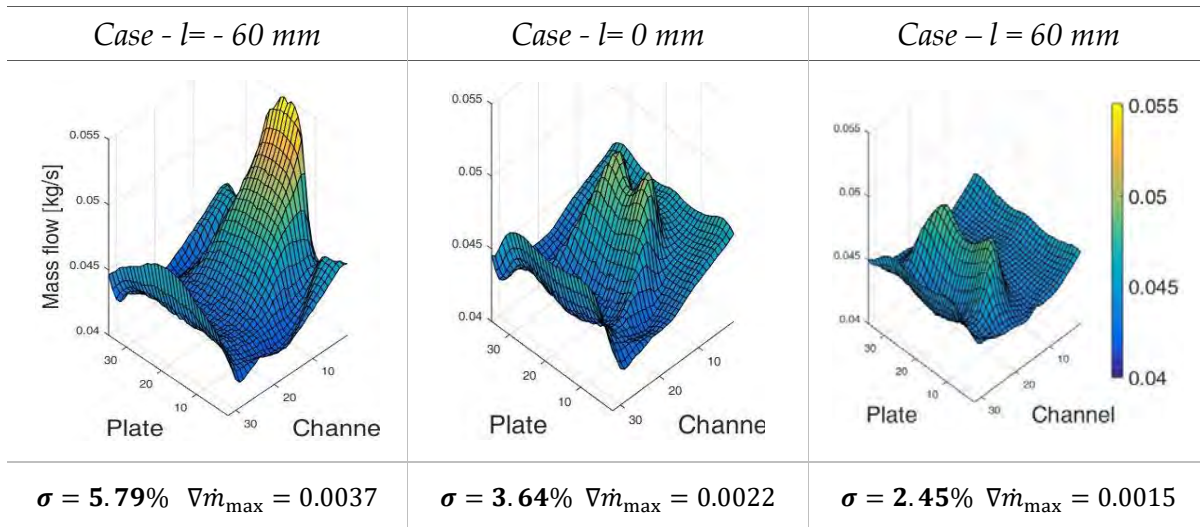 Case - l= - 60 mm
Case - l= 0 mm
Case – l = 60 mm
0.055
0.05
0.045
0.04
Mass flow [kg/s]
30
20
10
Plate
10
20
30
Channe
0.055
0.05
0.045
0.04
30
20
10
Plate
10
20
30
Channe
0.055
0.05
0.045
0.04
30
20
10
Plate
10
20
30
Channel
0.055
0.05
0.045
0.04
σ = 5.79% ∇ṁmax = 0.0037
σ = 3.64% ∇ṁmax = 0.0022
σ = 2.45% ∇ṁmax = 0.0015